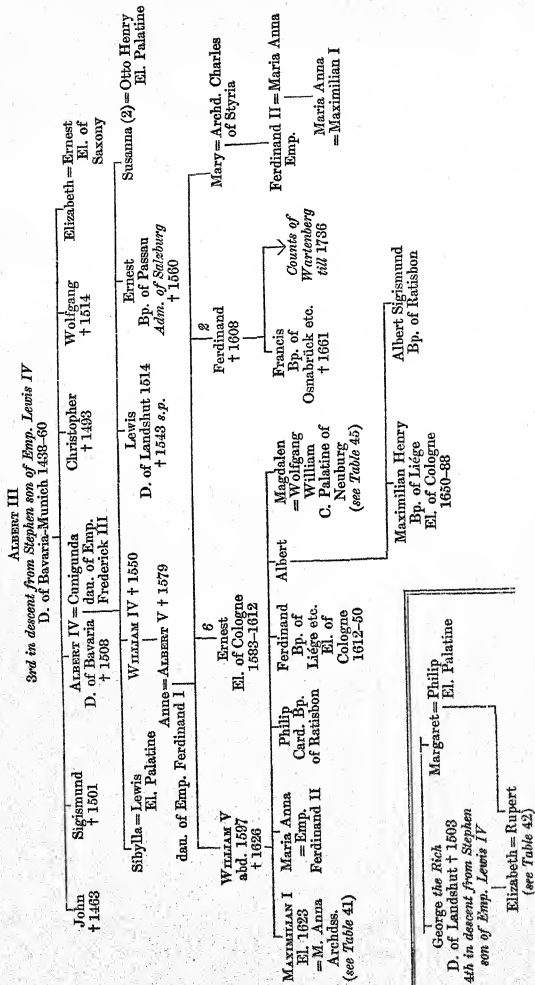 ALBERT III
3rd in descent from Stephen son of Emp. Lewis IV
D. of Bavaria-Munich 1438-60
John
†1463
Sigismund
†1501
ALBERT IV = Cunigunda
D. of Bavaria dau. of Emp.
†1508 Frederick III
Christopher
†1493
Wolfgang
†1514
Elizabeth = Ernest
El. of
Saxony
Sibylla = Lewis
El. Palatine
WILLIAM IV †1550
Lewis
D. of Landshut 1514
†1543 s.p.
Ernest
Bp. of Passau
Adm. of Salzburg
†1560
Susanna (2) = Otto Henry
El. Palatine
Anne = ALBERT V †1579
dau. of Emp. Ferdinand I
WILLIAM V
abd. 1597
†1626
6
Ernest
El. of Cologne
1583-1612
2
Ferdinand
†1608
Mary = Archd. Charles
of Styria
MAXIMILIAN I
El. 1623
= M. Anna
Archdss.
(see Table 41)
Maria Anna
= Emp.
Ferdinand II
Philip
Card. Bp.
of Ratisbon
Ferdinand
Bp. of
Liége etc.
El. of
Cologne
1612-50
Albert
Magdalen
= Wolfgang
William
C. Palatine of
Neuburg
(see Table 45)
Francis
Bp. of
Osnabrück etc.
†1661
Counts of
Wartenberg
till 1736
Ferdinand II = Maria Anna
Emp.
Maria Anna
= Maximilian I
Maximilian Henry
Bp. of Liége
El. of Cologne
1650-88
Albert Sigismund
Bp. of Ratisbon
George the Rich
D. of Landshut †1503
4th in descent from Stephen
son of Emp. Lewis IV
Margaret = Philip
El. Palatine
Elizabeth = Rupert
(see Table 42)